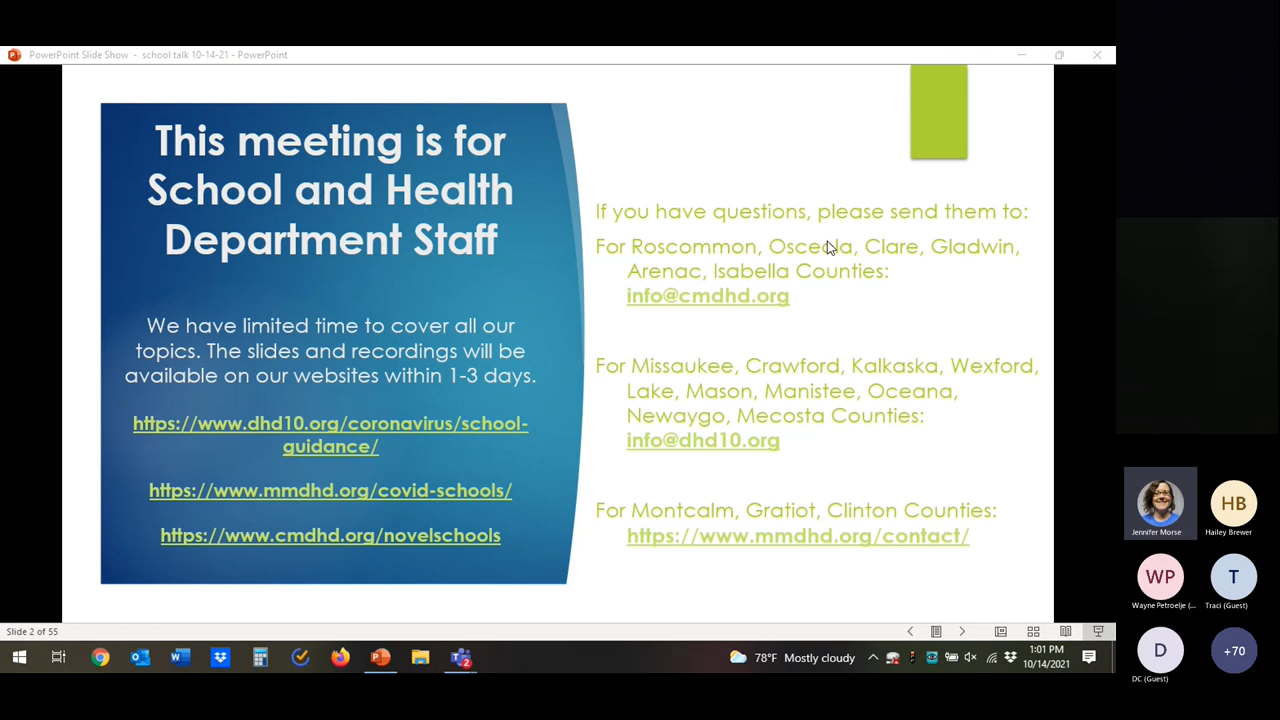 PowerPoint Slide Show - school talk 10-14-21 - PowerPoint
This meeting is for
School and Health
Department Staff
We have limited time to cover all our
topics. The slides and recordings will be
available on our websites within 1-3 days.
https://www.dhd10.org/coronavirus/school-
guidance/
https://www.mmdhd.org/covid-schools/
https://www.cmdhd.org/novelschools
If you have questions, please send them to:
For Roscommon, Osceola, Clare, Gladwin,
Arenac, Isabella Counties:
info@cmdhd.org
For Missaukee, Crawford, Kalkaska, Wexford,
Lake, Mason, Manistee, Oceana,
Newaygo, Mecosta Counties:
info@dhd10.org
For Montcalm, Gratiot, Clinton Counties:
https://www.mmdhd.org/contact/
Jennifer Morse
HB
Hailey Brewer
WP
Wayne Petroelje (...
T
Traci (Guest)
D
DC (Guest)
+70
Slide 2 of 55
2
78°F Mostly cloudy
1:01 PM
10/14/2021